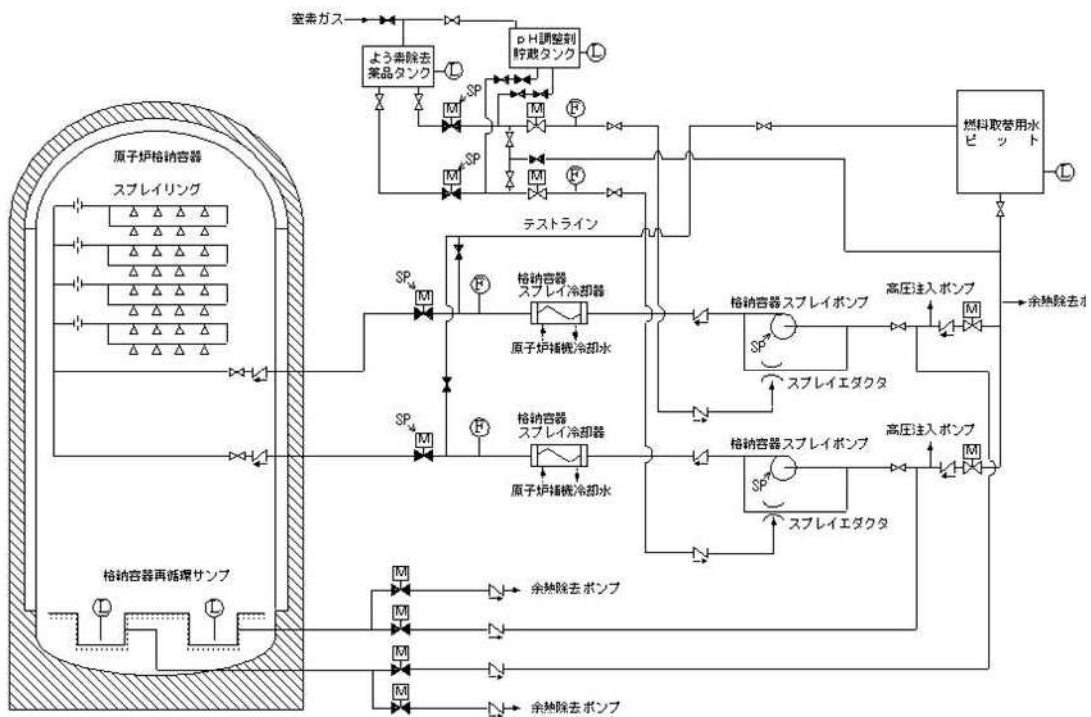 窒素ガス
pH調整剤
貯蔵タンク
L
よう素除去
薬品タンク
L
SP
M
M
F
燃料取替用水
ピット
L
原子炉格納容器
SP
M
M
F
スプレイリング
テストライン
SP
M
F
格納容器
スプレイ冷却器
原子炉補機冷却水
格納容器スプレイポンプ
SP
スプレイエダクタ
高圧注入ポンプ
M
余熱除去ポ
SP
M
F
格納容器
スプレイ冷却器
原子炉補機冷却水
格納容器スプレイポンプ
SP
スプレイエダクタ
高圧注入ポンプ
M
格納容器再循環サンプ
L
L
M
余熱除去ポンプ
M
M
M
余熱除去ポンプ